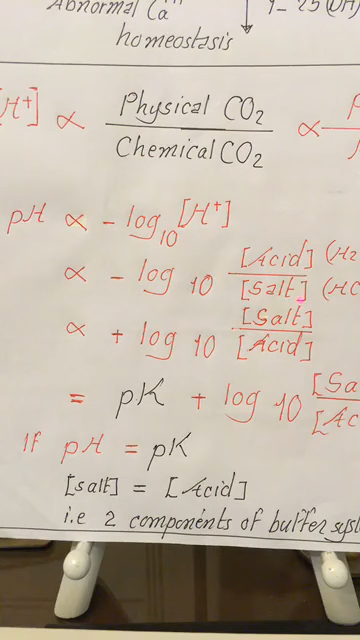 Abnormal Ca++
homeostasis
[H+] ∝ Physical CO2 / Chemical CO2 ∝
pH ∝ - log10 [H+]
∝ - log 10 [Acid] / [Salt]
∝ + log 10 [Salt] / [Acid]
= pK + log 10
If pH = pK
[salt] = [Acid]
i.e 2 components of buffer